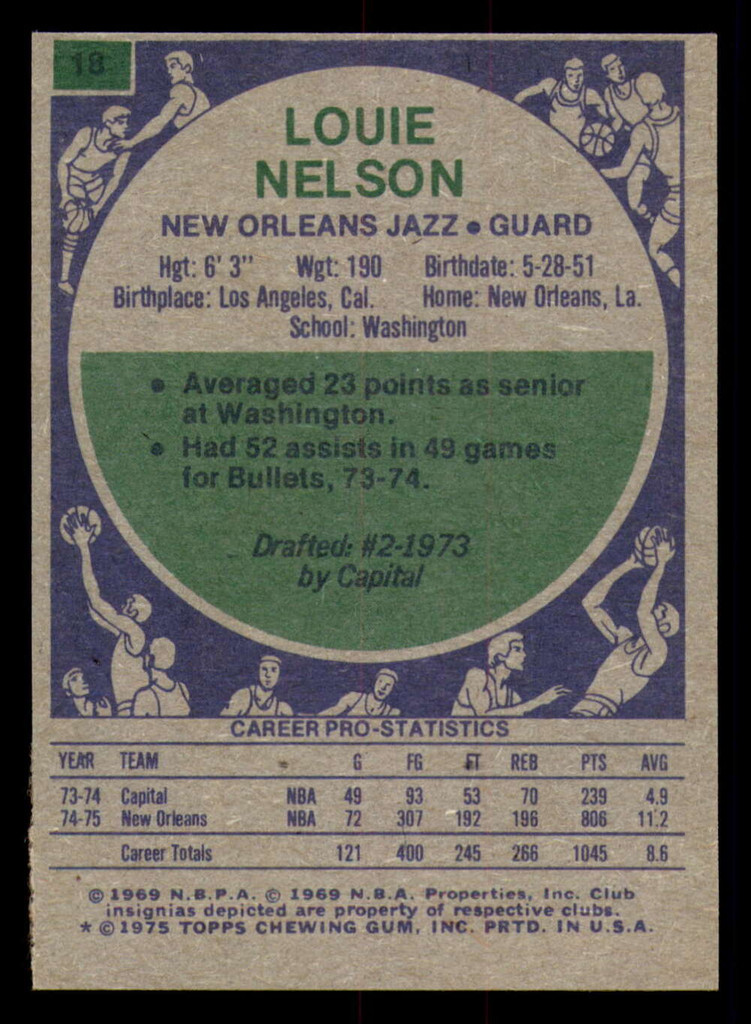 18
LOUIE
NELSON
NEW ORLEANS JAZZ • GUARD
Hgt: 6' 3" Wgt: 190 Birthdate: 5-28-51
Birthplace: Los Angeles, Cal. Home: New Orleans, La.
School: Washington
• Averaged 23 points as senior
at Washington.
• Had 52 assists in 49 games
for Bullets, 73-74.
Drafted: #2-1973
by Capital
CAREER PRO-STATISTICS
YEAR TEAM G FG FT REB PTS AVG
73-74 Capital NBA 49 93 53 70 239 4.9
74-75 New Orleans NBA 72 307 192 196 806 11.2
Career Totals 121 400 245 266 1045 8.6
© 1969 N.B.P.A. © 1969 N.B.A. Properties, Inc. Club
insignias depicted are property of respective clubs.
* © 1975 TOPPS CHEWING GUM, INC. PRTD. IN U.S.A.